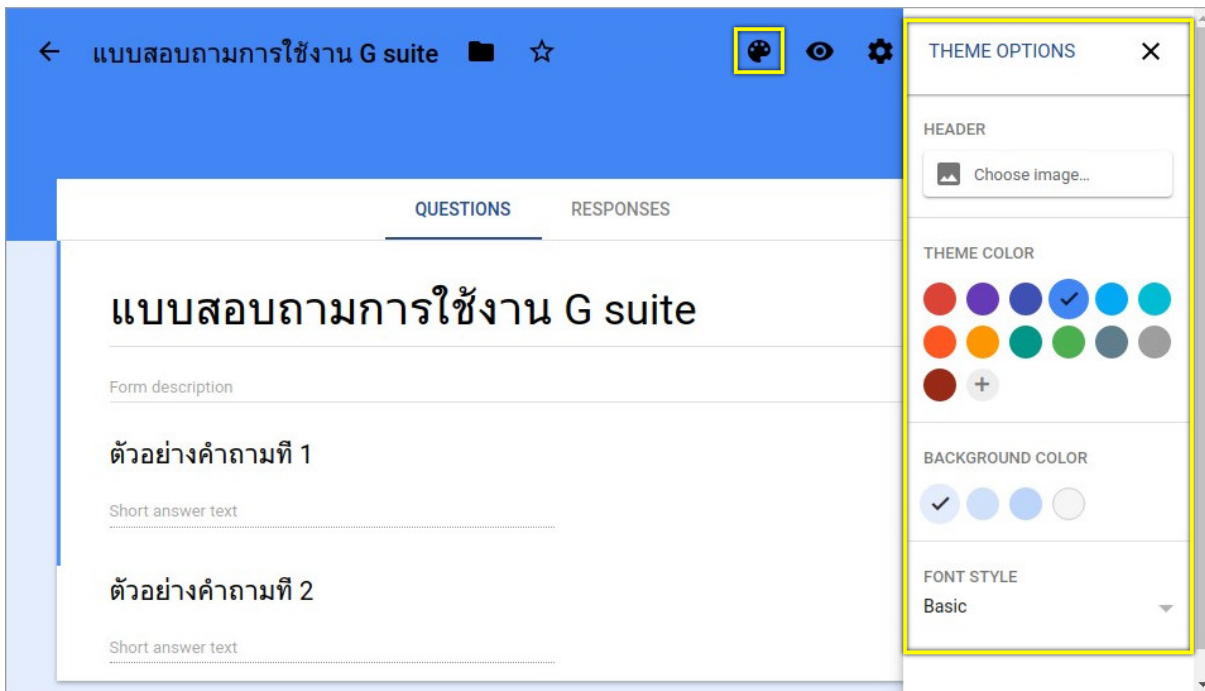 แบบสอบถามการใช้งาน G suite
THEME OPTIONS
HEADER
Choose image...
QUESTIONS RESPONSES
THEME COLOR
แบบสอบถามการใช้งาน G suite
Form description
ตัวอย่างคำถามที่ 1
BACKGROUND COLOR
Short answer text
FONT STYLE
ตัวอย่างคำถามที่ 2
Basic
Short answer text